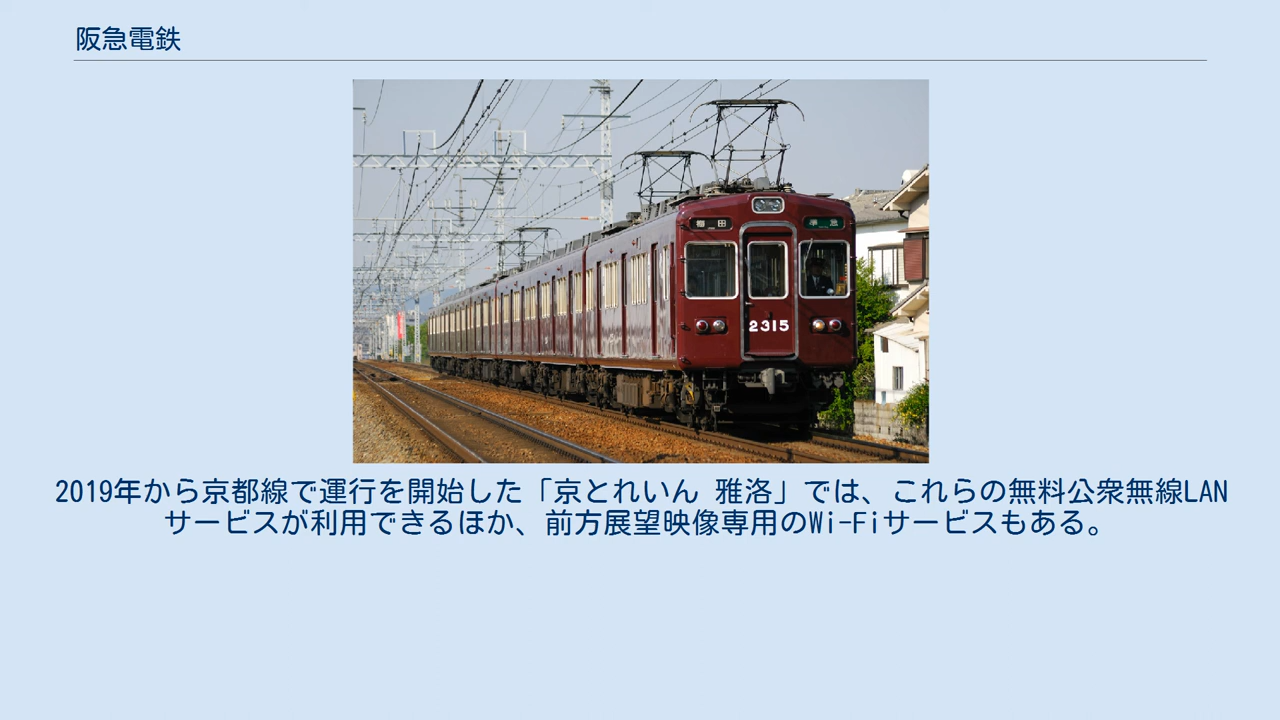 阪急電鉄
梅田
準急
2315
2019年から京都線で運行を開始した「京とれいん 雅洛」では、これらの無料公衆無線LAN
サービスが利用できるほか、前方展望映像専用のWi-Fiサービスもある。